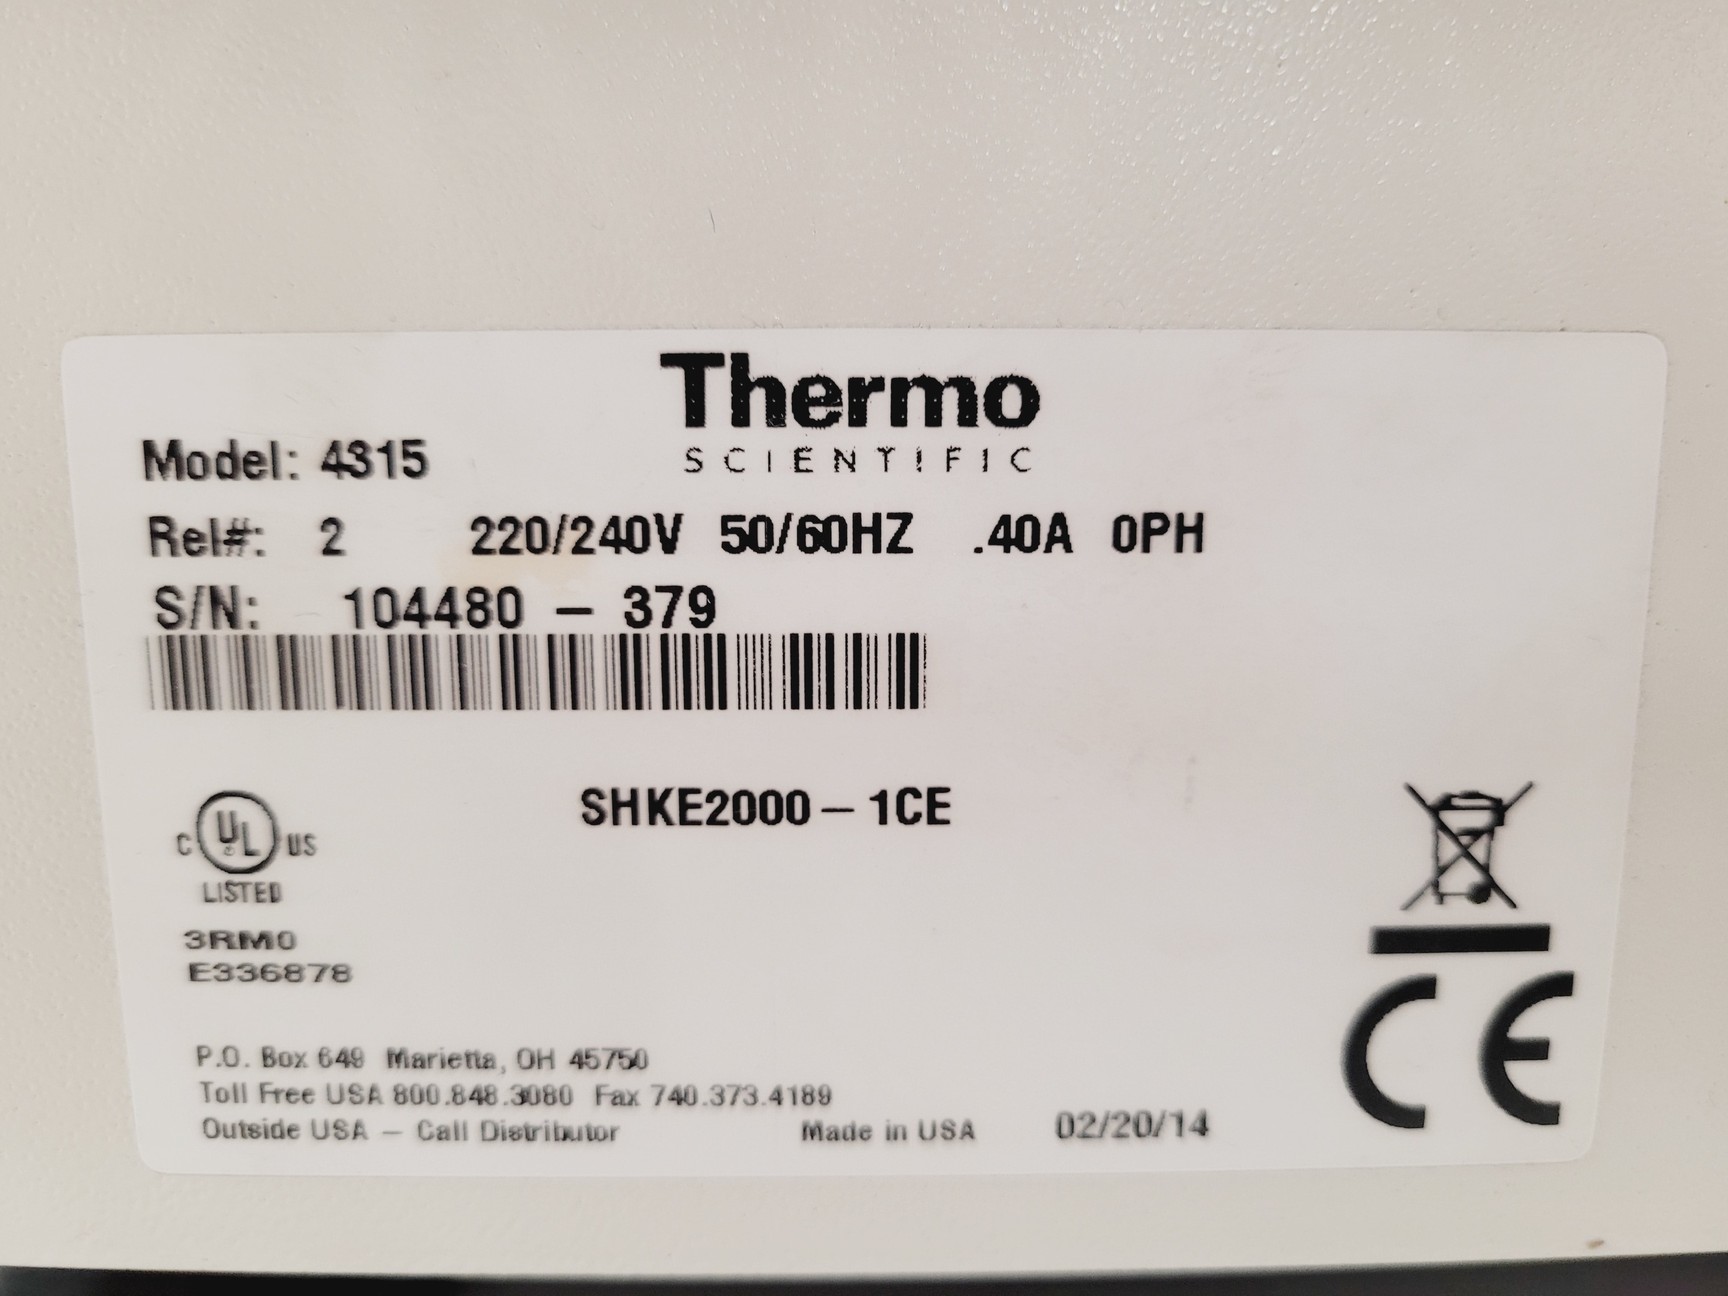 Thermo
SCIENTIFIC
Model: 4315
Rel#: 2 220/240V 50/60HZ .40A 0PH
S/N: 104480 - 379
SHKE2000-1CE
C UL US
LISTED
3RM0
E336878
CE
P.O. Box 649 Marietta, OH 45750
Toll Free USA 800.848.3080 Fax 740.373.4189
Outside USA - Call Distributor Made in USA 02/20/14